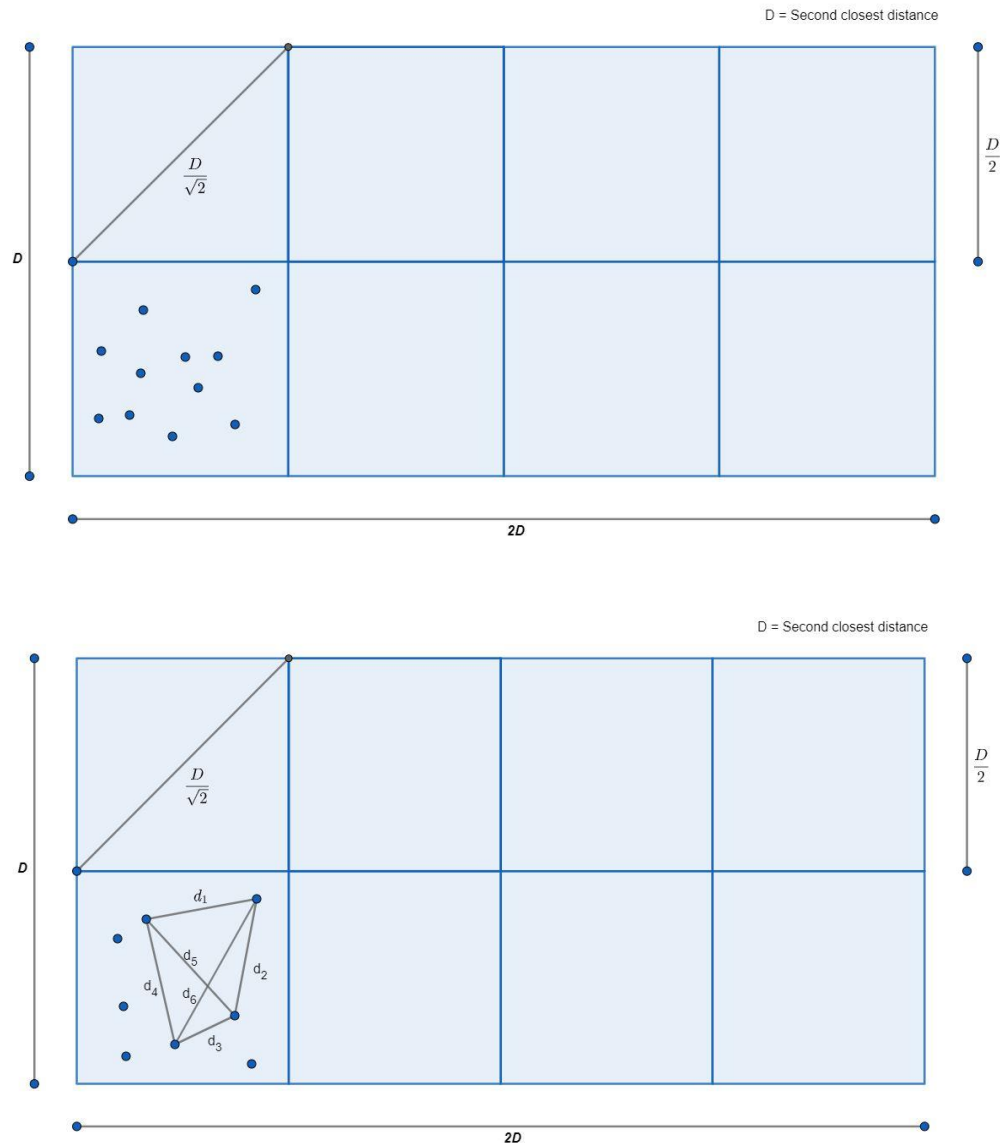 D = Second closest distance
D/2
D/√2
D
2D
D = Second closest distance
D/√2
D/2
D
d₁
d₅
d₂
d₄
d₆
d₃
2D